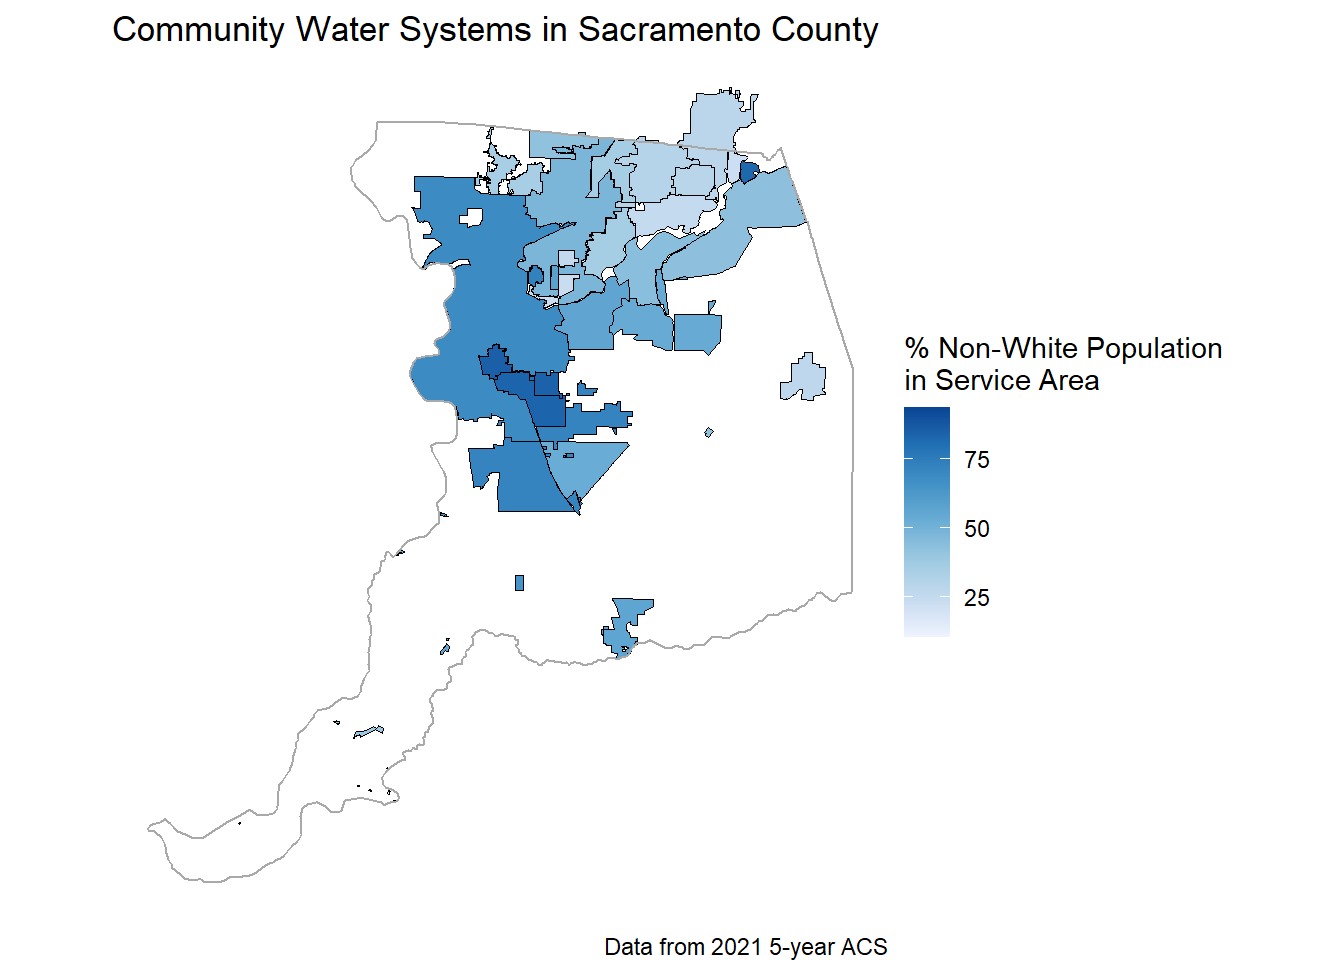 Community Water Systems in Sacramento County
% Non-White Population
in Service Area
75
50
25
Data from 2021 5-year ACS